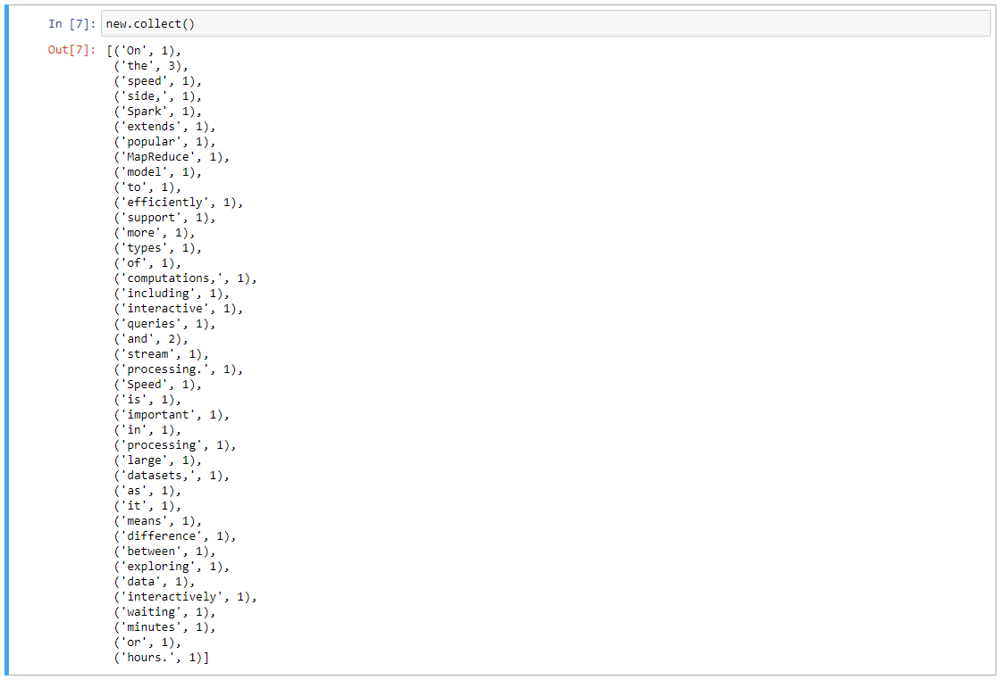 In [7]: new.collect()
Out[7]: [('On', 1),
('the', 3),
('speed', 1),
('side,', 1),
('Spark', 1),
('extends', 1),
('popular', 1),
('MapReduce', 1),
('model', 1),
('to', 1),
('efficiently', 1),
('support', 1),
('more', 1),
('types', 1),
('of', 1),
('computations,', 1),
('including', 1),
('interactive', 1),
('queries', 1),
('and', 2),
('stream', 1),
('processing.', 1),
('Speed', 1),
('is', 1),
('important', 1),
('in', 1),
('processing', 1),
('large', 1),
('datasets,', 1),
('as', 1),
('it', 1),
('means', 1),
('difference', 1),
('between', 1),
('exploring', 1),
('data', 1),
('interactively', 1),
('waiting', 1),
('minutes', 1),
('or', 1),
('hours.', 1)]